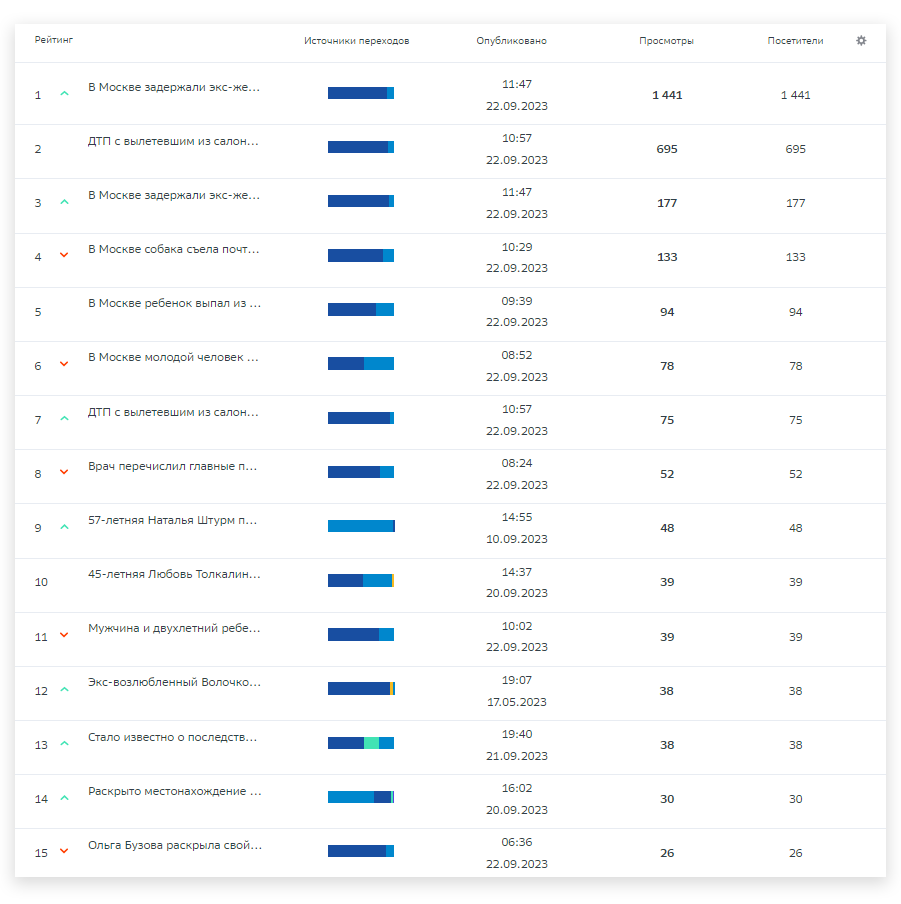 Рейтинг Источники переходов Опубликовано Просмотры Посетители
1 В Москве задержали экс-же... 11:47 22.09.2023 1 441 1 441
2 ДТП с вылетевшим из салон... 10:57 22.09.2023 695 695
3 В Москве задержали экс-же... 11:47 22.09.2023 177 177
4 В Москве собака съела почт... 10:29 22.09.2023 133 133
5 В Москве ребенок выпал из ... 09:39 22.09.2023 94 94
6 В Москве молодой человек ... 08:52 22.09.2023 78 78
7 ДТП с вылетевшим из салон... 10:57 22.09.2023 75 75
8 Врач перечислил главные п... 08:24 22.09.2023 52 52
9 57-летняя Наталья Штурм п... 14:55 10.09.2023 48 48
10 45-летняя Любовь Толкалин... 14:37 20.09.2023 39 39
11 Мужчина и двухлетний ребе... 10:02 22.09.2023 39 39
12 Экс-возлюбленный Волочко... 19:07 17.05.2023 38 38
13 Стало известно о последств... 19:40 21.09.2023 38 38
14 Раскрыто местонахождение ... 16:02 20.09.2023 30 30
15 Ольга Бузова раскрыла свой... 06:36 22.09.2023 26 26